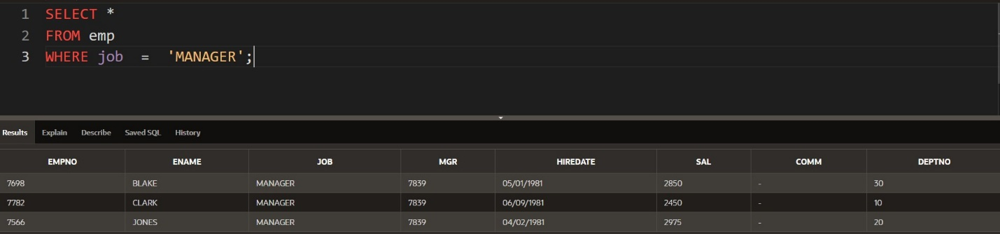 1 SELECT *
2 FROM emp
3 WHERE job = 'MANAGER';
Results Explain Describe Saved SQL History
EMPNO ENAME JOB MGR HIREDATE SAL COMM DEPTNO
7698 BLAKE MANAGER 7839 05/01/1981 2850 - 30
7782 CLARK MANAGER 7839 06/09/1981 2450 - 10
7566 JONES MANAGER 7839 04/02/1981 2975 - 20